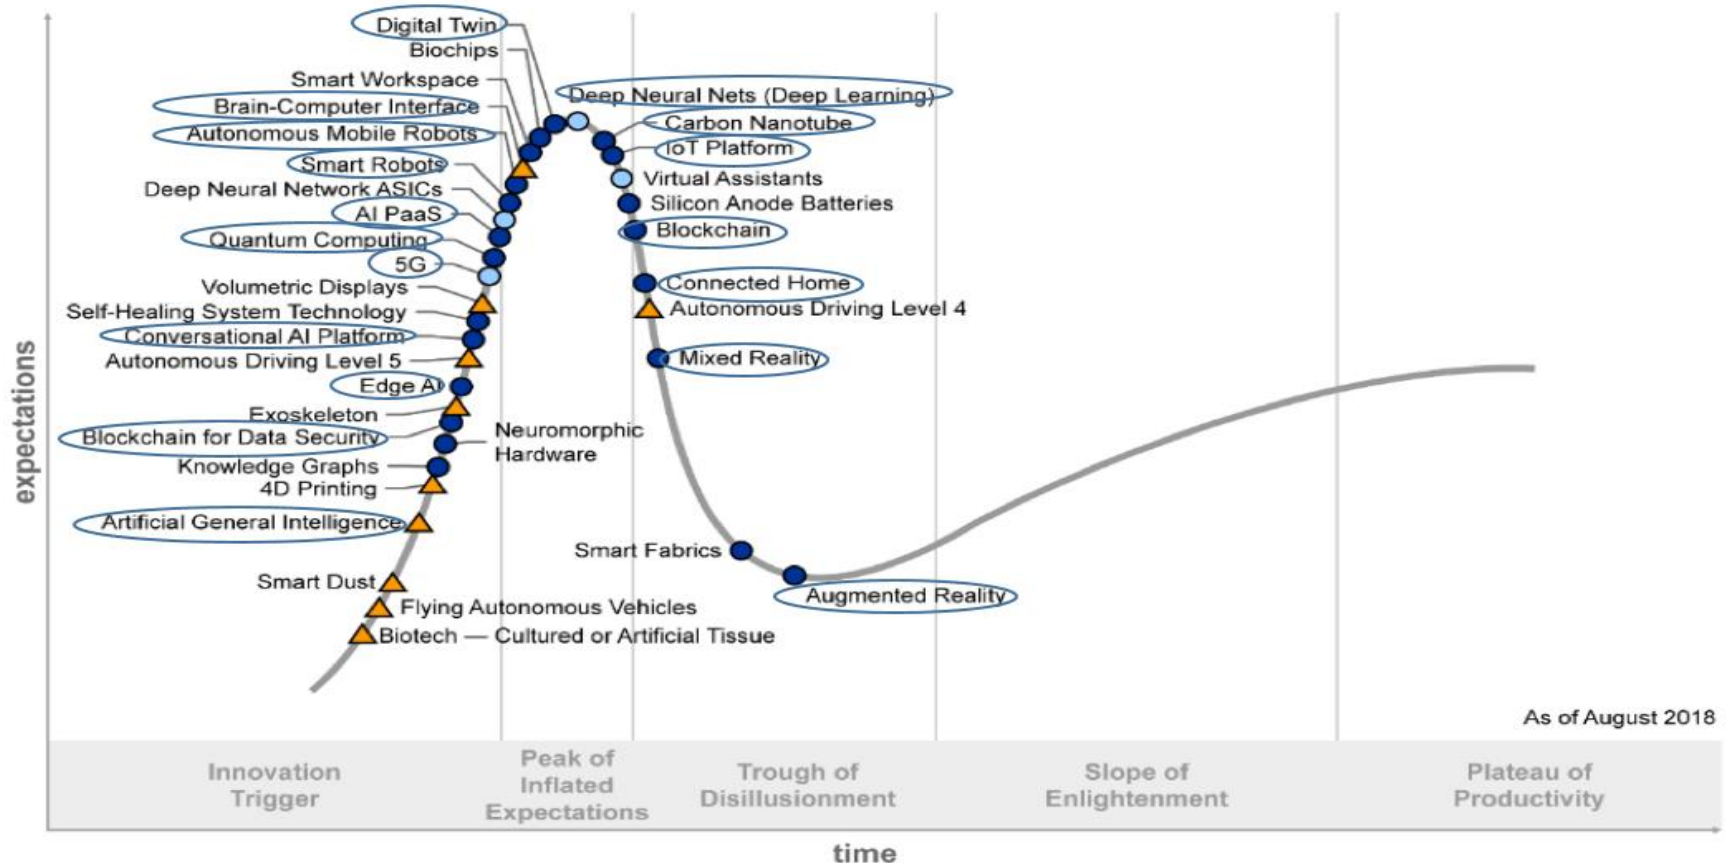 Digital Twin
Biochips
Smart Workspace
Brain-Computer Interface
Autonomous Mobile Robots
Smart Robots
Deep Neural Network ASICs
AI PaaS
Quantum Computing
5G
Volumetric Displays
Self-Healing System Technology
Conversational AI Platform
Autonomous Driving Level 5
Edge AI
Exoskeleton
Blockchain for Data Security
Neuromorphic
Hardware
Knowledge Graphs
4D Printing
Artificial General Intelligence
Smart Dust
Flying Autonomous Vehicles
Biotech — Cultured or Artificial Tissue
Deep Neural Nets (Deep Learning)
Carbon Nanotube
IoT Platform
Virtual Assistants
Silicon Anode Batteries
Blockchain
Connected Home
Autonomous Driving Level 4
Mixed Reality
Smart Fabrics
Augmented Reality
expectations
As of August 2018
Innovation
Trigger
Peak of
Inflated
Expectations
Trough of
Disillusionment
Slope of
Enlightenment
Plateau of
Productivity
time